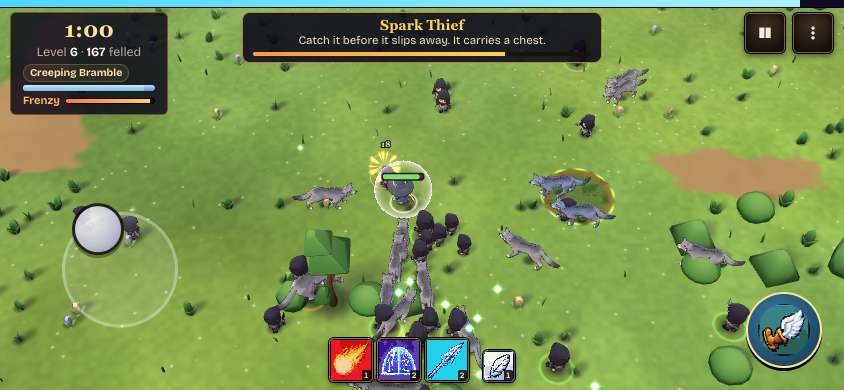 1:00
Level 6 · 167 felled
Creeping Bramble
Frenzy
Spark Thief
Catch it before it slips away. It carries a chest.
18
1
2
2
1